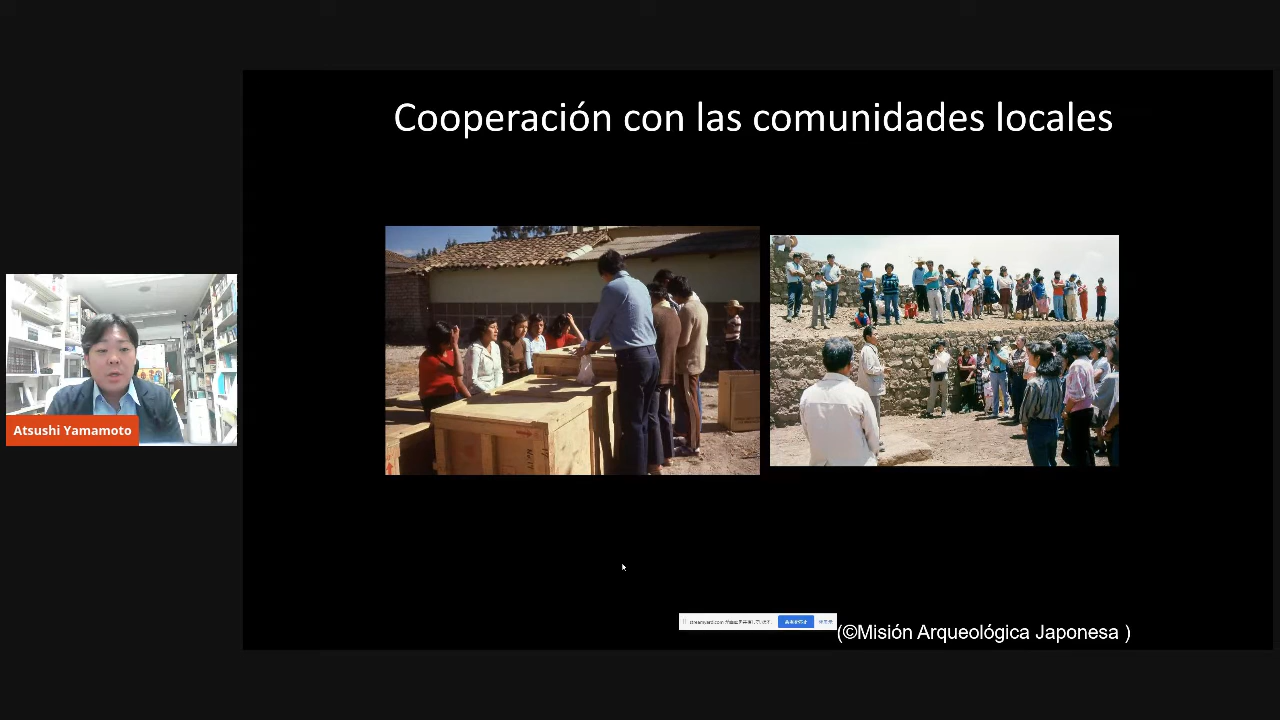 Cooperación con las comunidades locales
Atsushi Yamamoto
(©Misión Arqueológica Japonesa )